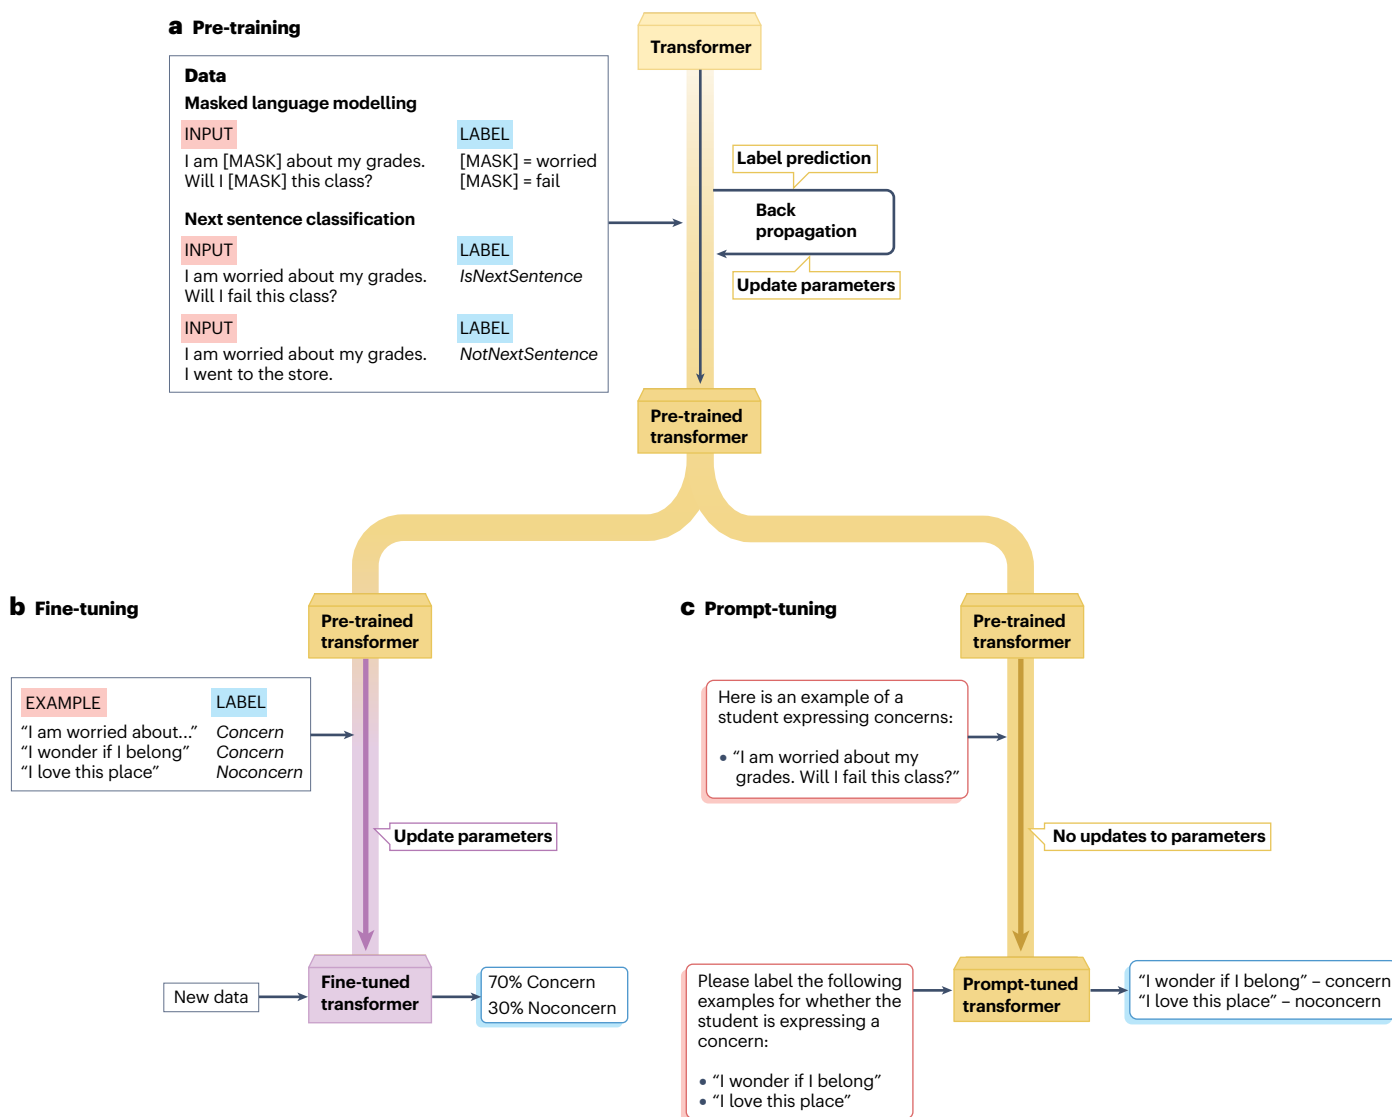 a Pre-training
Transformer
Data
Masked language modelling
INPUT LABEL
I am [MASK] about my grades. [MASK] = worried
Will I [MASK] this class? [MASK] = fail
Next sentence classification
INPUT LABEL
I am worried about my grades. IsNextSentence
Will I fail this class?
INPUT LABEL
I am worried about my grades. NotNextSentence
I went to the store.
Label prediction
Back
propagation
Update parameters
Pre-trained
transformer
b Fine-tuning
Pre-trained
transformer
EXAMPLE LABEL
“I am worried about...” Concern
“I wonder if I belong” Concern
“I love this place” Noconcern
Update parameters
New data
Fine-tuned
transformer
70% Concern
30% Noconcern
c Prompt-tuning
Pre-trained
transformer
Here is an example of a
student expressing concerns:
• “I am worried about my
grades. Will I fail this class?”
No updates to parameters
Please label the following
examples for whether the
student is expressing a
concern:
• “I wonder if I belong”
• “I love this place”
Prompt-tuned
transformer
“I wonder if I belong” – concern
“I love this place” – noconcern